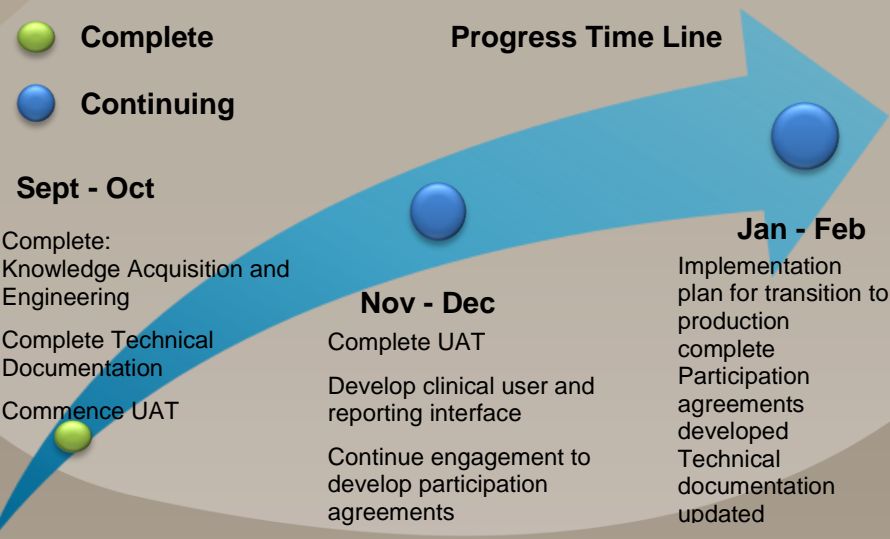 Complete
Progress Time Line
Continuing
Sept - Oct
Complete:
Knowledge Acquisition and
Engineering
Complete Technical
Documentation
Commence UAT
Nov - Dec
Complete UAT
Develop clinical user and
reporting interface
Continue engagement to
develop participation
agreements
Jan - Feb
Implementation
plan for transition to
production
complete
Participation
agreements
developed
Technical
documentation
updated